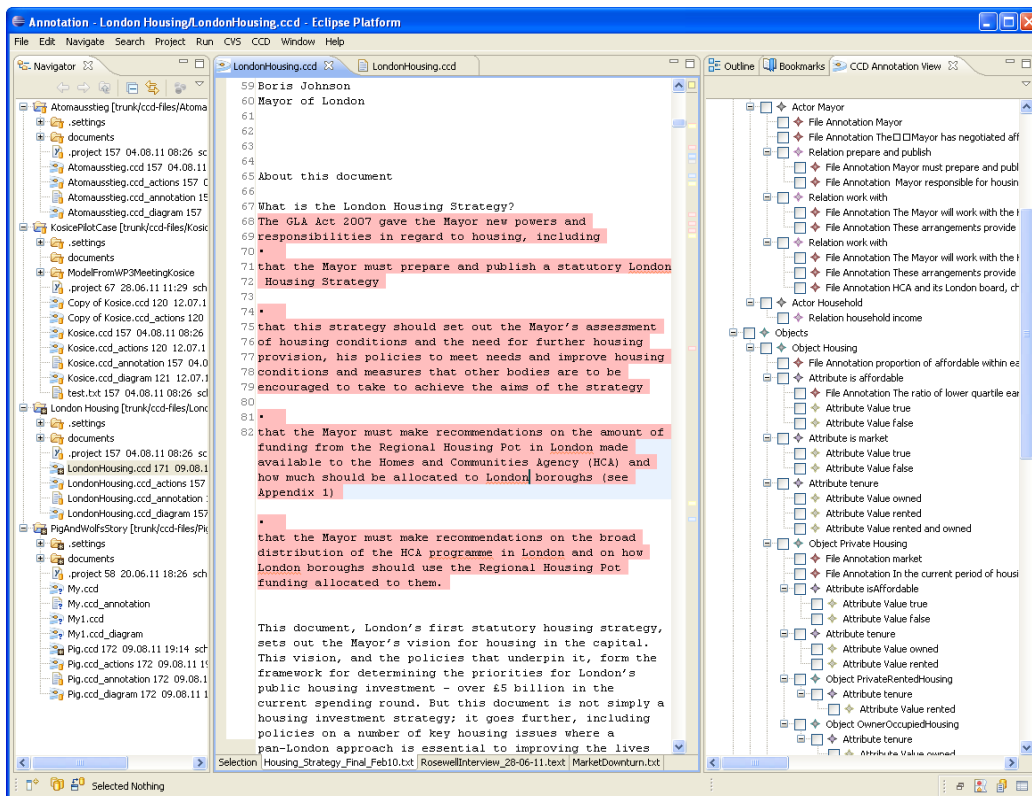 Annotation - London Housing/LondonHousing.ccd - Eclipse Platform
File Edit Navigate Search Project Run CVS CCD Window Help
Navigator
Atomausstieg [trunk/ccd-files/Atoma
.settings
documents
.project 157 04.08.11 08:26 sc
Atomausstieg.ccd 157 04.08.11
Atomausstieg.ccd_actions 157 0
Atomausstieg.ccd_annotation 15
Atomausstieg.ccd_diagram 157
KosicePilotCase [trunk/ccd-files/Kosic
.settings
documents
ModelFromWP3MeetingKosice
.project 67 28.06.11 11:29 sch
Copy of Kosice.ccd 120 12.07.1
Copy of Kosice.ccd_actions 120
Kosice.ccd 157 04.08.11 08:26
Kosice.ccd_actions 120 12.07.1
Kosice.ccd_annotation 157 04.0
Kosice.ccd_diagram 121 12.07.1
test.txt 157 04.08.11 08:26 sc
London Housing [trunk/ccd-files/Lond
.settings
documents
.project 157 04.08.11 08:26 sc
LondonHousing.ccd 171 09.08.1
LondonHousing.ccd_actions 157
LondonHousing.ccd_annotation
LondonHousing.ccd_diagram 157
PigAndWolfsStory [trunk/ccd-files/Pig
.settings
documents
.project 58 20.06.11 18:26 sch
My.ccd
My.ccd_annotation
My1.ccd
My1.ccd_diagram
Pig.ccd 172 09.08.11 19:14 sch
Pig.ccd_actions 172 09.08.11 19
Pig.ccd_annotation 172 09.08.1
Pig.ccd_diagram 172 09.08.11 1
LondonHousing.ccd LondonHousing.ccd
59 Boris Johnson
60 Mayor of London
61
62
63
64
65 About this document
66
67 What is the London Housing Strategy?
68 The GLA Act 2007 gave the Mayor new powers and
69 responsibilities in regard to housing, including
70 •
71 that the Mayor must prepare and publish a statutory London
72 Housing Strategy
73
74 •
75 that this strategy should set out the Mayor's assessment
76 of housing conditions and the need for further housing
77 provision, his policies to meet needs and improve housing
78 conditions and measures that other bodies are to be
79 encouraged to take to achieve the aims of the strategy
80
81 •
82 that the Mayor must make recommendations on the amount of
funding from the Regional Housing Pot in London made
available to the Homes and Communities Agency (HCA) and
how much should be allocated to London boroughs (see
Appendix 1)
•
that the Mayor must make recommendations on the broad
distribution of the HCA programme in London and on how
London boroughs should use the Regional Housing Pot
funding allocated to them.
This document, London's first statutory housing strategy,
sets out the Mayor's vision for housing in the capital.
This vision, and the policies that underpin it, form the
framework for determining the priorities for London's
public housing investment – over £5 billion in the
current spending round. But this document is not simply a
housing investment strategy; it goes further, including
policies on a number of key housing issues where a
pan-London approach is essential to improving the lives
Selection Housing_Strategy_Final_Feb10.txt RosewellInterview_28-06-11.text MarketDownturn.txt
Outline Bookmarks CCD Annotation View
Actor Mayor
File Annotation Mayor
File Annotation The□□Mayor has negotiated aff
Relation prepare and publish
File Annotation Mayor must prepare and publ
File Annotation Mayor responsible for housin
Relation work with
File Annotation The Mayor will work with the H
File Annotation These arrangements provide
Relation work with
File Annotation The Mayor will work with the H
File Annotation These arrangements provide
File Annotation HCA and its London board, ch
Actor Household
Relation household income
Objects
Object Housing
File Annotation proportion of affordable within ea
Attribute is affordable
File Annotation The ratio of lower quartile ear
Attribute Value true
Attribute Value false
Attribute is market
Attribute Value true
Attribute Value false
Attribute tenure
Attribute Value owned
Attribute Value rented
Attribute Value rented and owned
Object Private Housing
File Annotation market
File Annotation In the current period of housi
Attribute isAffordable
Attribute Value true
Attribute Value false
Attribute tenure
Attribute Value owned
Attribute Value rented
Object PrivateRentedHousing
Attribute tenure
Attribute Value rented
Object OwnerOccupiedHousing
Attribute tenure
Attribute Value owned
Selected Nothing